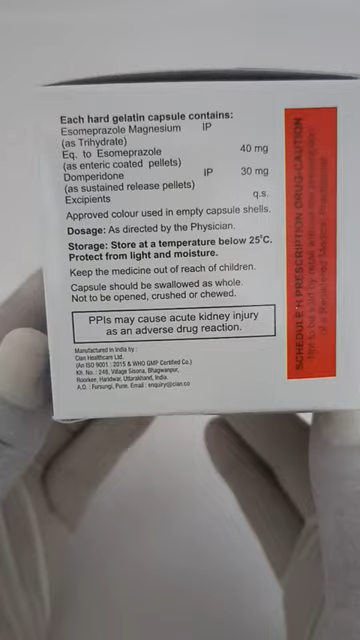 Each hard gelatin capsule contains:
Esomeprazole Magnesium IP
(as Trihydrate)
Eq. to Esomeprazole 40 mg
(as enteric coated pellets)
Domperidone IP 30 mg
(as sustained release pellets)
Excipients q.s.
Approved colour used in empty capsule shells.
Dosage: As directed by the Physician.
Storage: Store at a temperature below 25°C.
Protect from light and moisture.
Keep the medicine out of reach of children.
Capsule should be swallowed as whole.
Not to be opened, crushed or chewed.
PPIs may cause acute kidney injury
as an adverse drug reaction.
Manufactured in India by :
Cian Healthcare Ltd.
(An ISO 9001 : 2015 & WHO GMP Certified Co.)
Kh. No. : 248, Village Sisona, Bhagwanpur,
Roorkee, Haridwar, Uttarakhand, India.
A.O. : Fursungi, Pune. Email : enquiry@cian.co
SCHEDULE H PRESCRIPTION DRUG-CAUTION
Not to be sold by retail without the prescription
of a Registered Medical Practitioner.